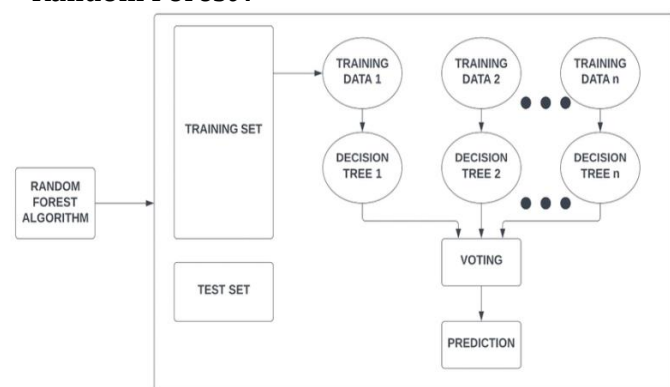 TRAINING SET
TRAINING
DATA 1
TRAINING
DATA 2
TRAINING
DATA n
DECISION
TREE 1
DECISION
TREE 2
DECISION
TREE n
RANDOM
FOREST
ALGORITHM
VOTING
TEST SET
PREDICTION